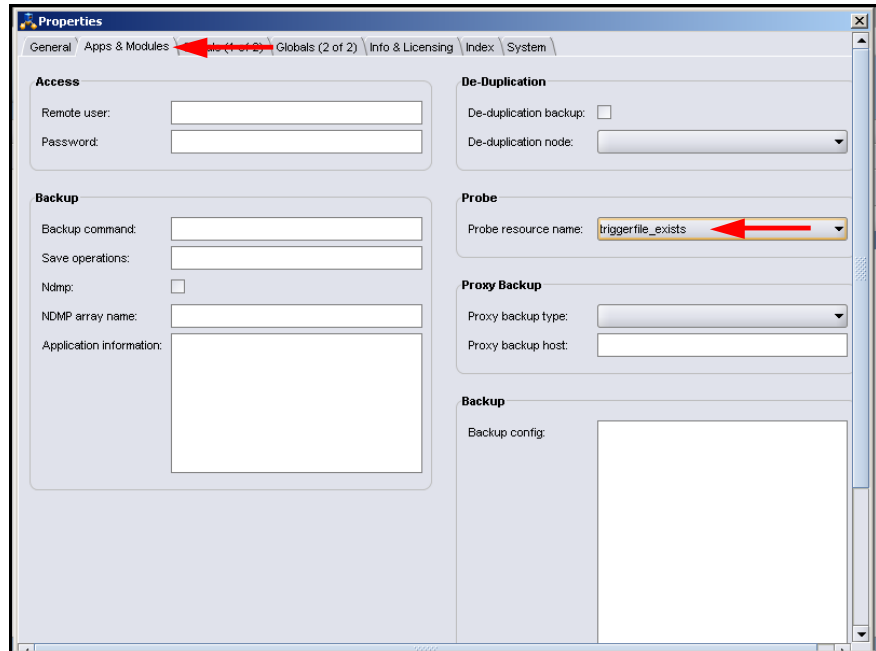 Properties
General Apps & Modules Globals (2 of 2) Info & Licensing Index System
Access
Remote user:
Password:
Backup
Backup command:
Save operations:
Ndmp:
NDMP array name:
Application information:
De-Duplication
De-duplication backup:
De-duplication node:
Probe
Probe resource name: triggerfile_exists
Proxy Backup
Proxy backup type:
Proxy backup host:
Backup
Backup config: